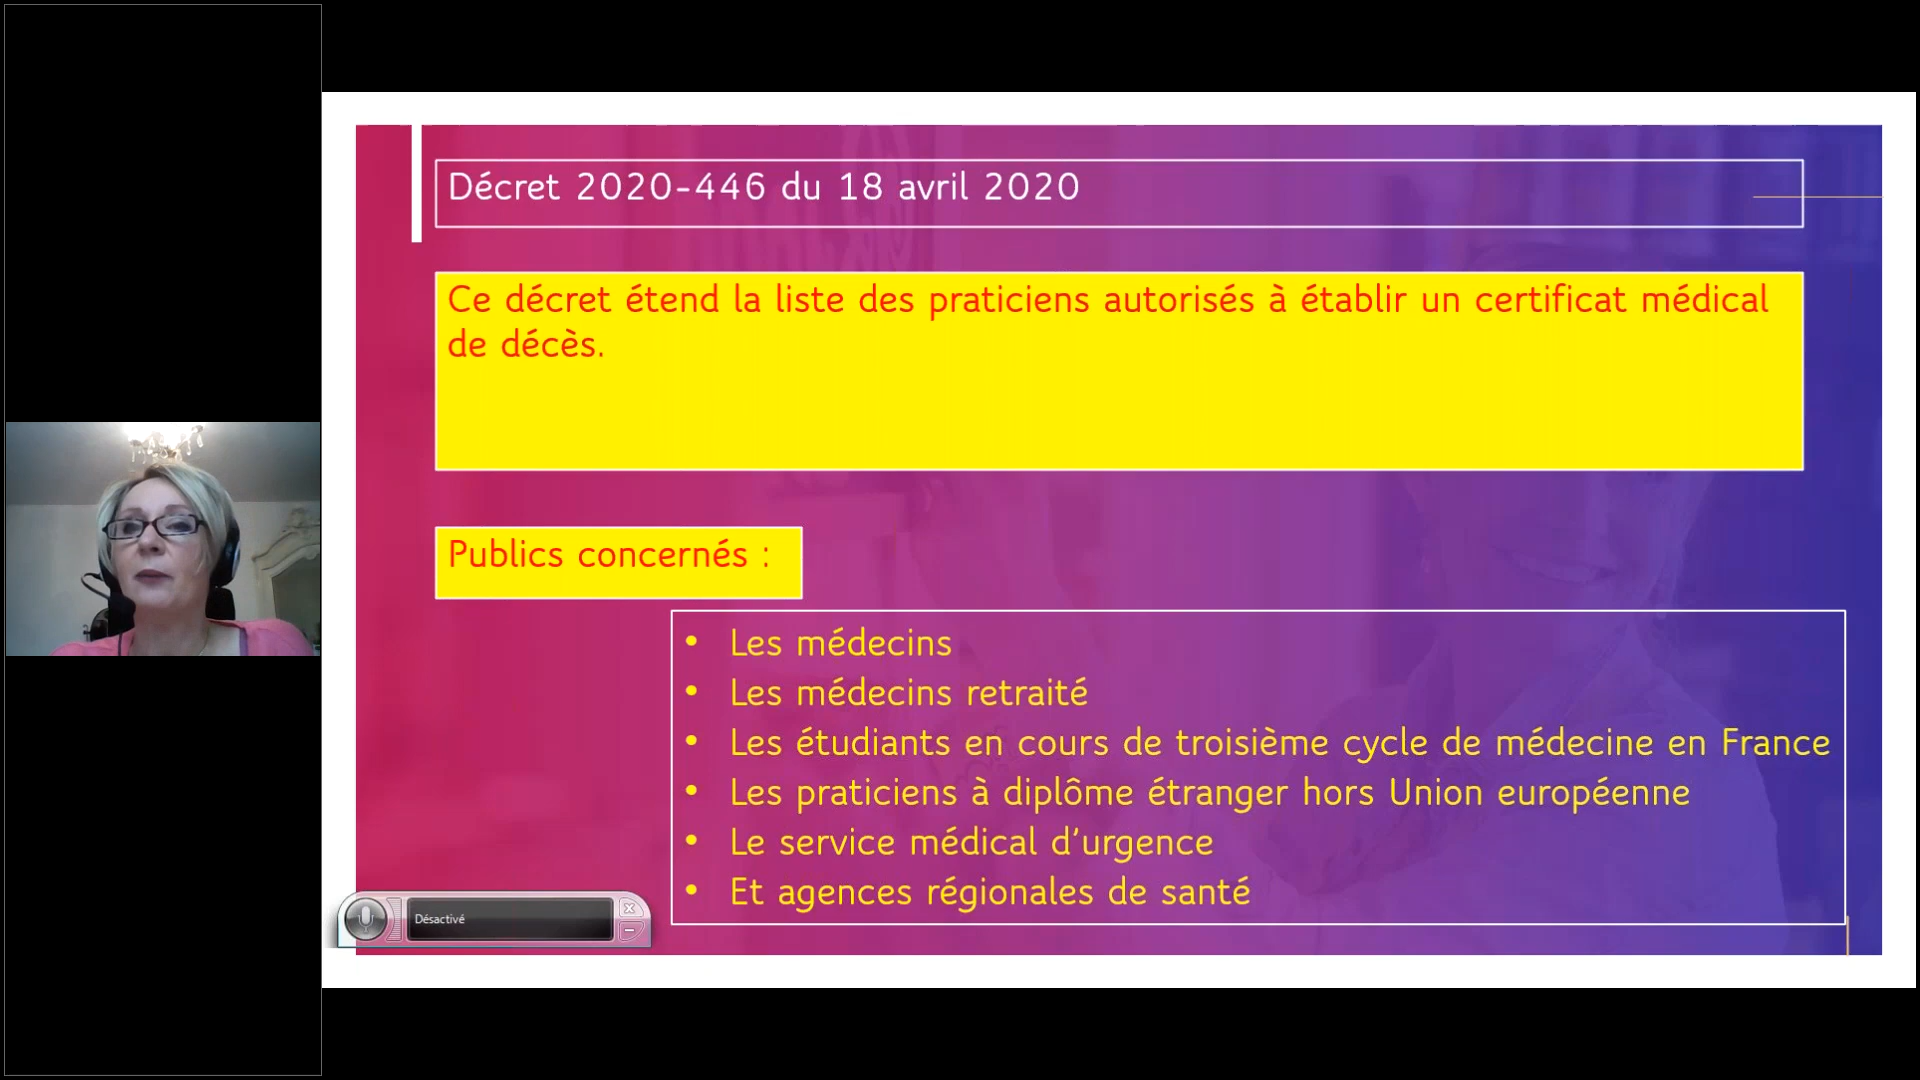 Décret 2020-446 du 18 avril 2020
Ce décret étend la liste des praticiens autorisés à établir un certificat médical
de décès.
Publics concernés :
• Les médecins
• Les médecins retraité
• Les étudiants en cours de troisième cycle de médecine en France
• Les praticiens à diplôme étranger hors Union européenne
• Le service médical d’urgence
• Et agences régionales de santé
Désactivé